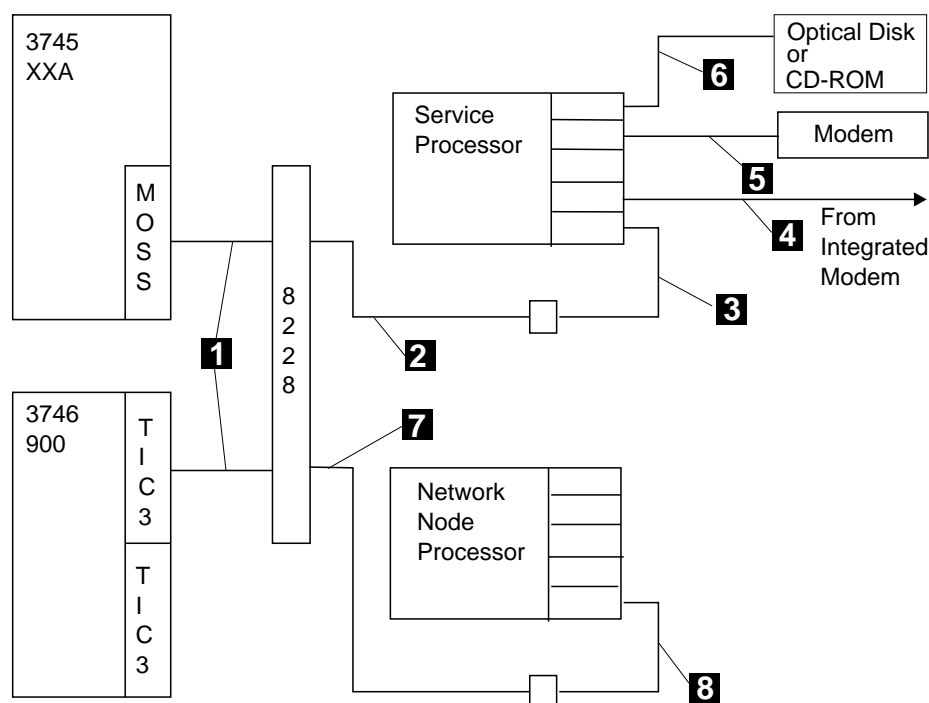 3745
XXA
M
O
S
S
8
2
2
8
Service
Processor
Optical Disk
or
CD-ROM
6
Modem
5
4
From
Integrated
Modem
3
2
1
7
3746
900
T
I
C
3
T
I
C
3
Network
Node
Processor
8